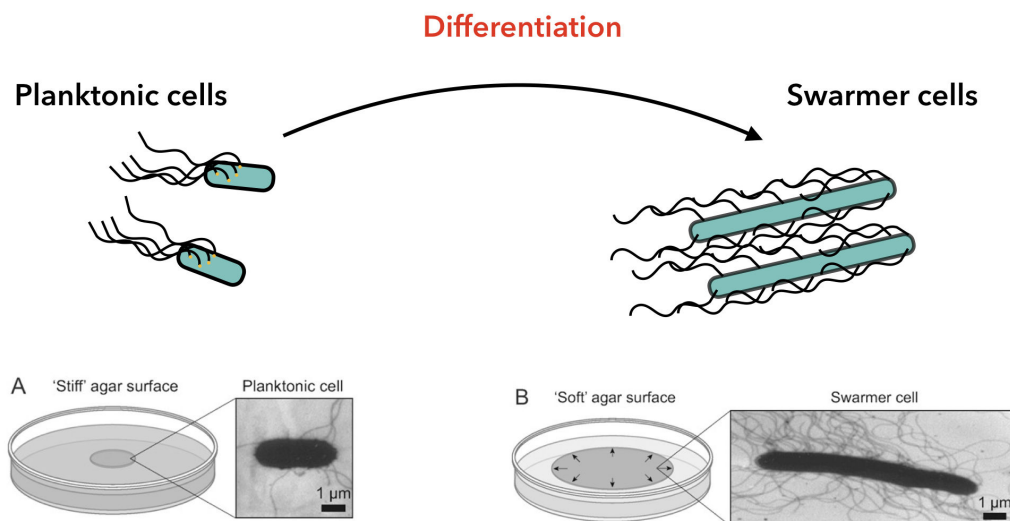 Differentiation
Planktonic cells
Swarmer cells
A
'Stiff' agar surface
Planktonic cell
1 µm
B
'Soft' agar surface
Swarmer cell
1 µm